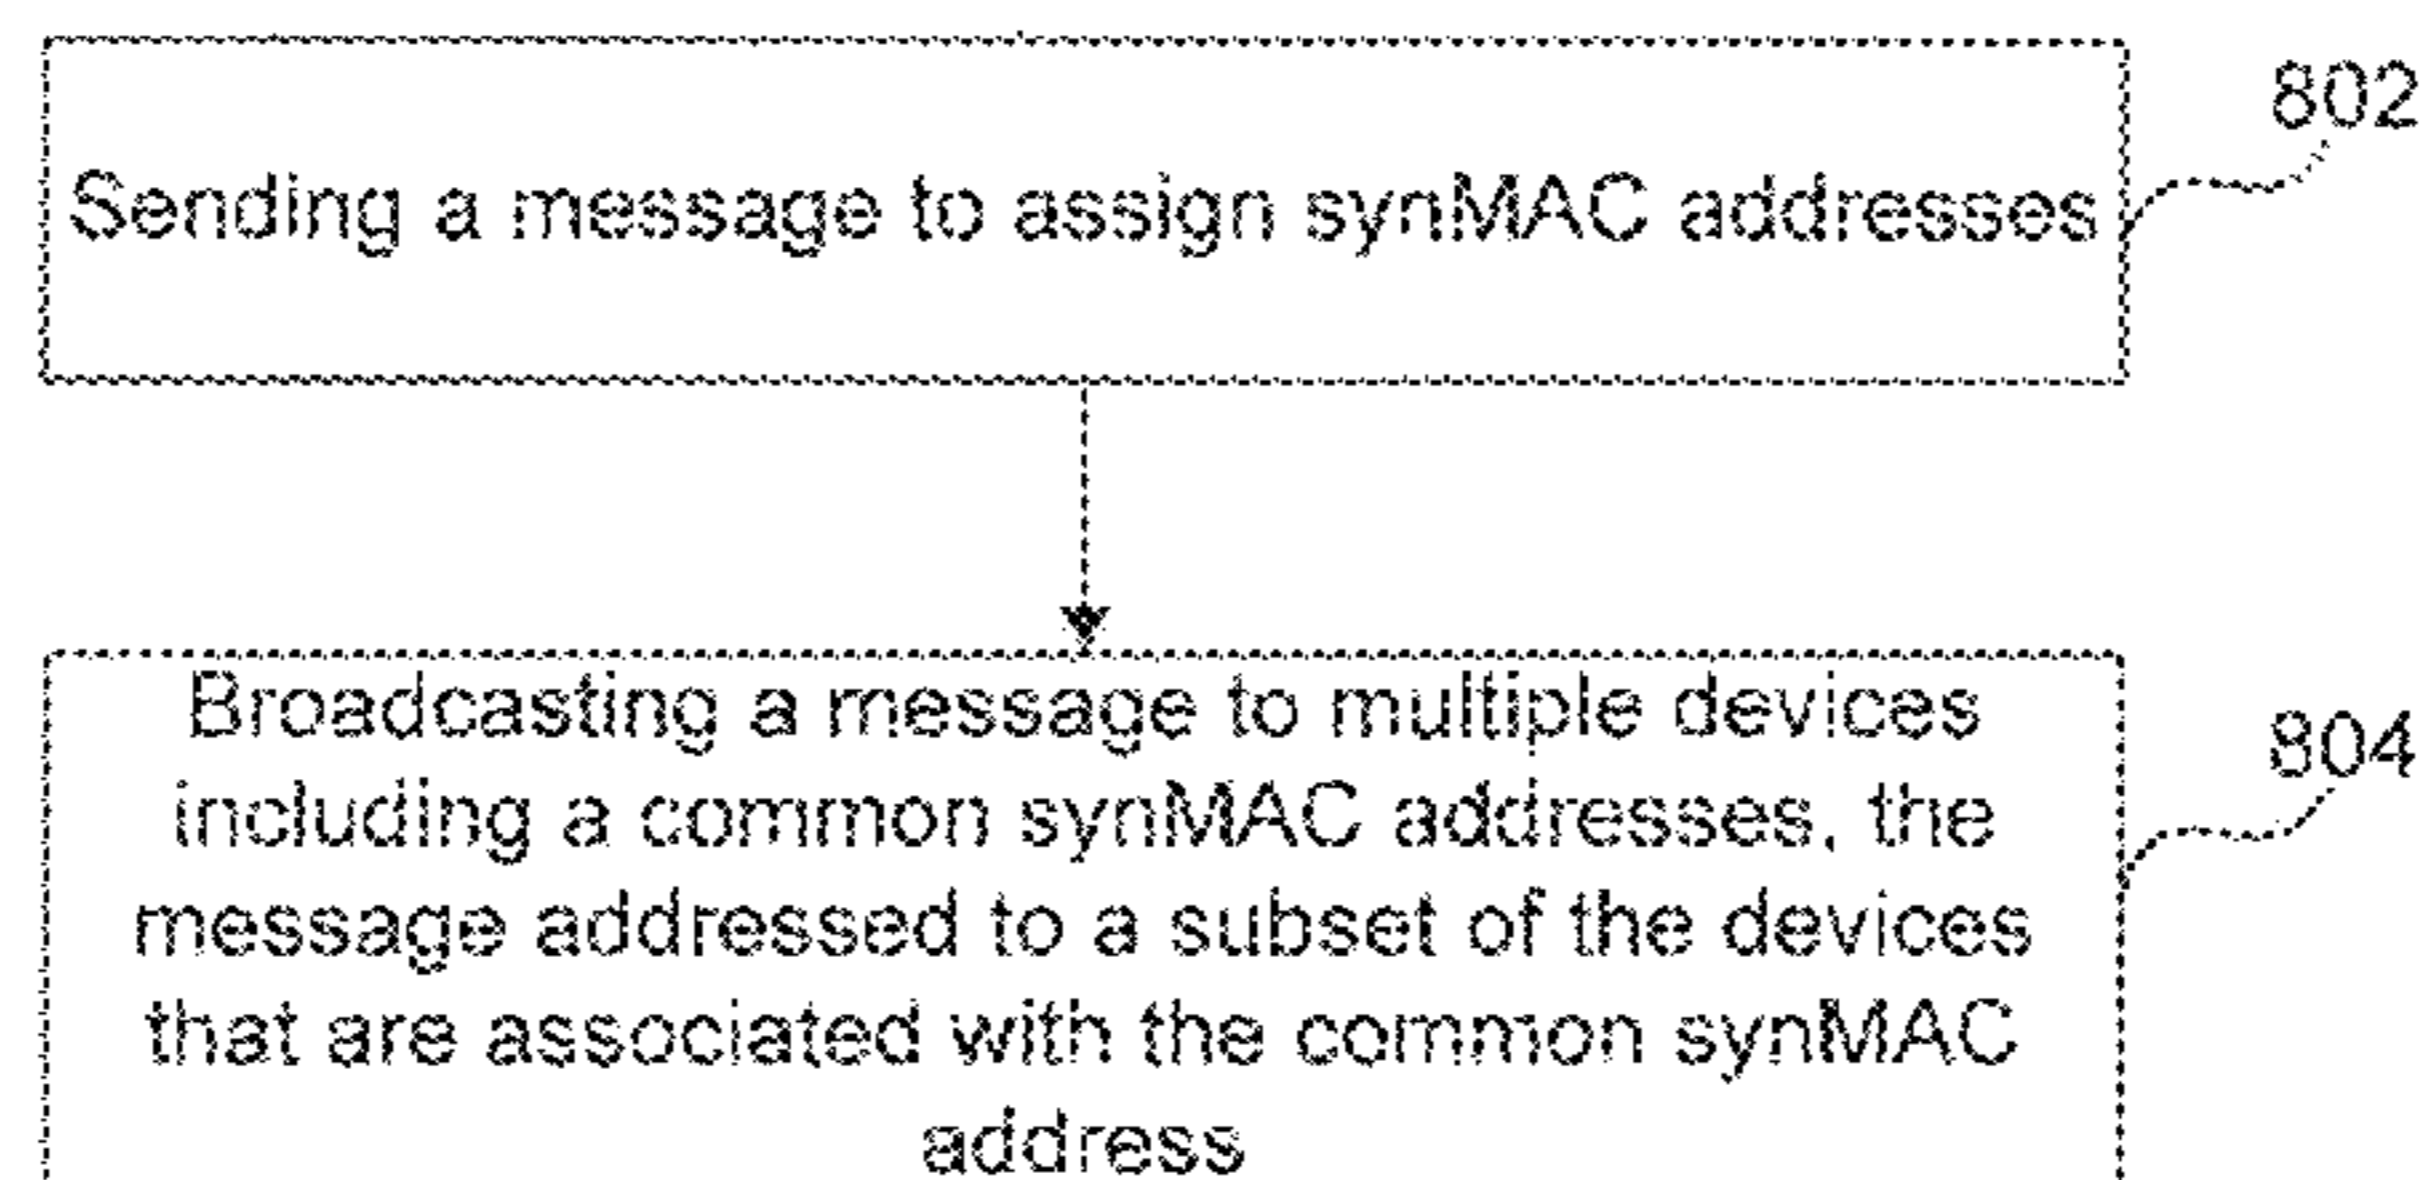 802
Sending a message to assign synMAC addresses
Broadcasting a message to multiple devices
804
including a common synMAC addresses, the
message addressed to a subset of the devices
that are associated with the common synMAC
address